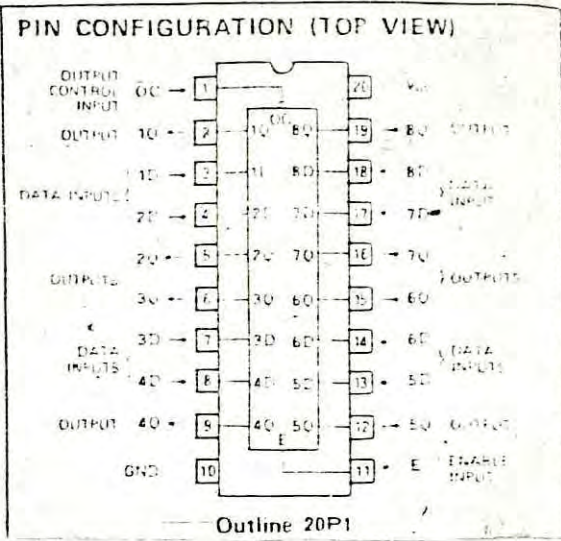 PIN CONFIGURATION (TOP VIEW)
OUTPUT CONTROL INPUT OC 1
20
OUTPUT 1Q 2 1Q OC 8Q 19 8Q OUTPUT
1D 3 8D 18 8D
DATA INPUTS
DATA INPUT
2D 4 2D 7D 17 7D
2Q 5 2Q 7Q 16 7Q
OUTPUTS
OUTPUTS
3Q 6 3Q 6Q 15 6Q
3D 7 3D 6D 14 6D
DATA INPUTS
DATA INPUTS
4D 8 4D 5D 13 5D
OUTPUT 4Q 9 4Q 5Q 12 5Q OUTPUT
E
GND 10 11 E ENABLE INPUT
Outline 20P1